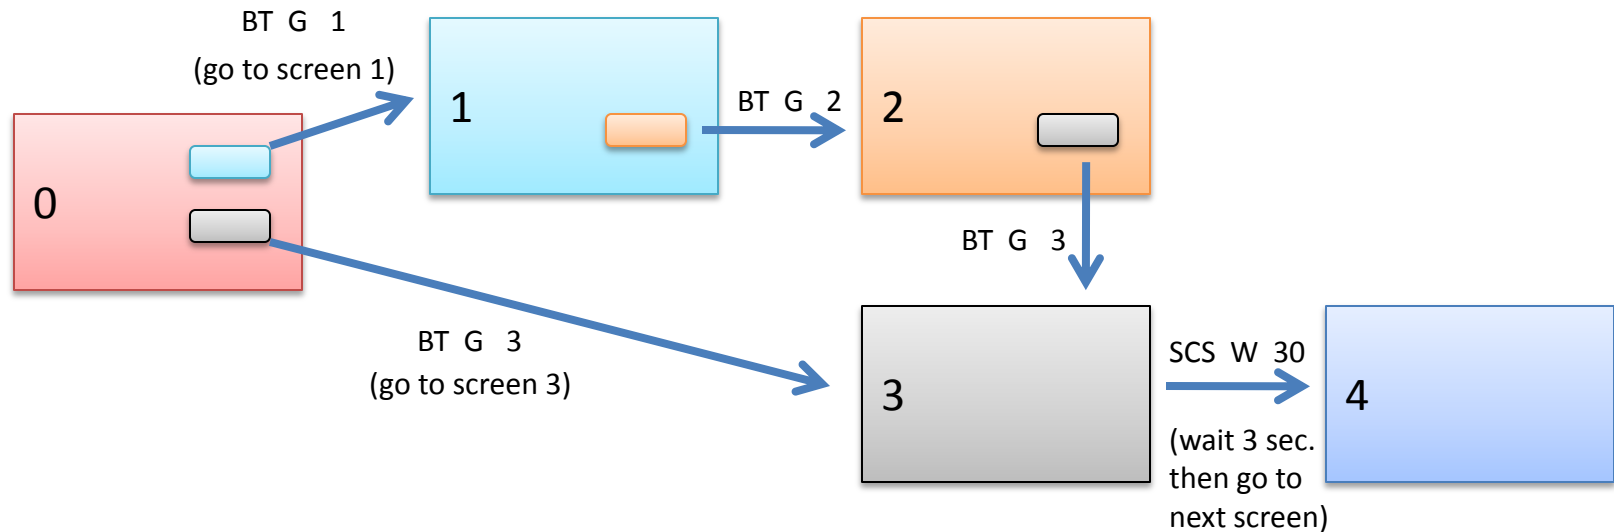 BT G 1
(go to screen 1)
0
1
BT G 2
2
BT G 3
BT G 3
(go to screen 3)
3
SCS W 30
(wait 3 sec.
then go to
next screen)
4